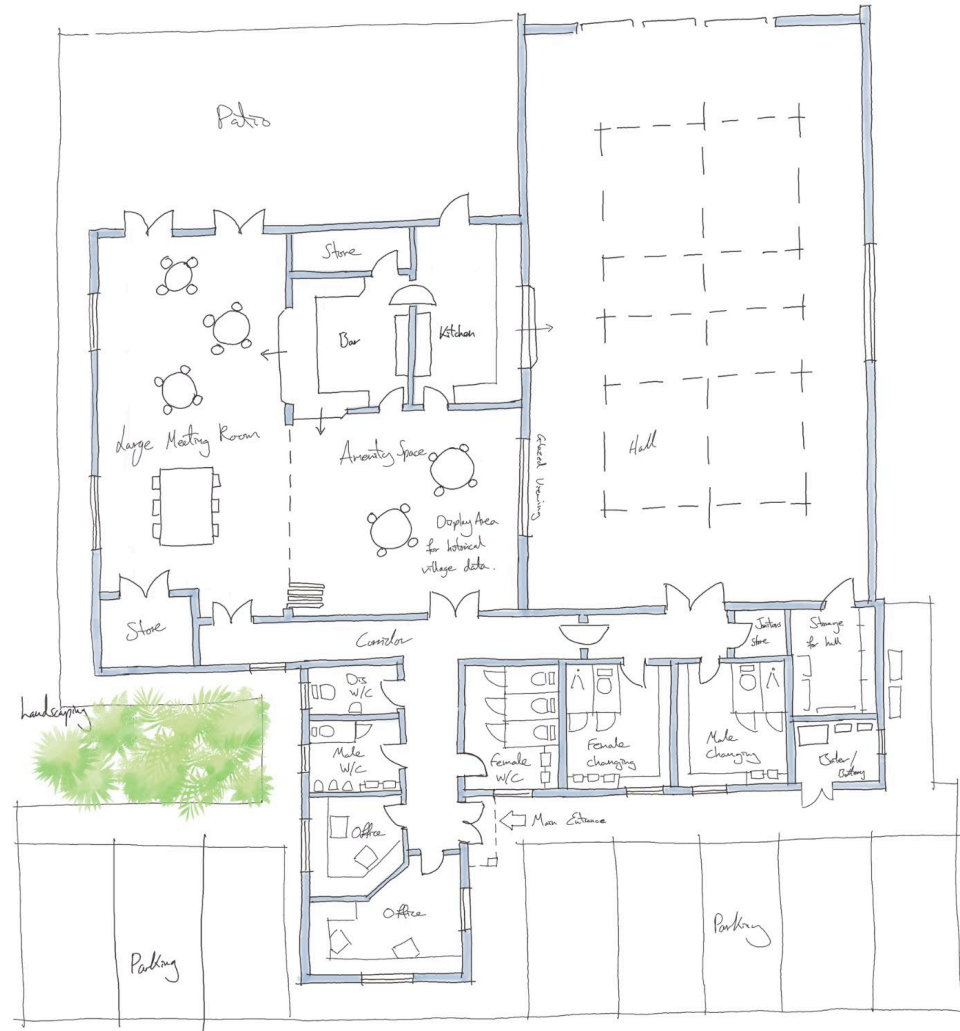 Patio
Store
Bar
Kitchen
Large Meeting Room
Amenity Space
Glazed Viewing
Hall
Display Area
for historical
village data.
Store
Corridor
Store
Storage
for hall
Landscaping
Dis
W/C
Male
W/C
Female
W/C
Female
Changing
Male
Changing
Boiler/
Office
Main Entrance
Office
Parking
Parking